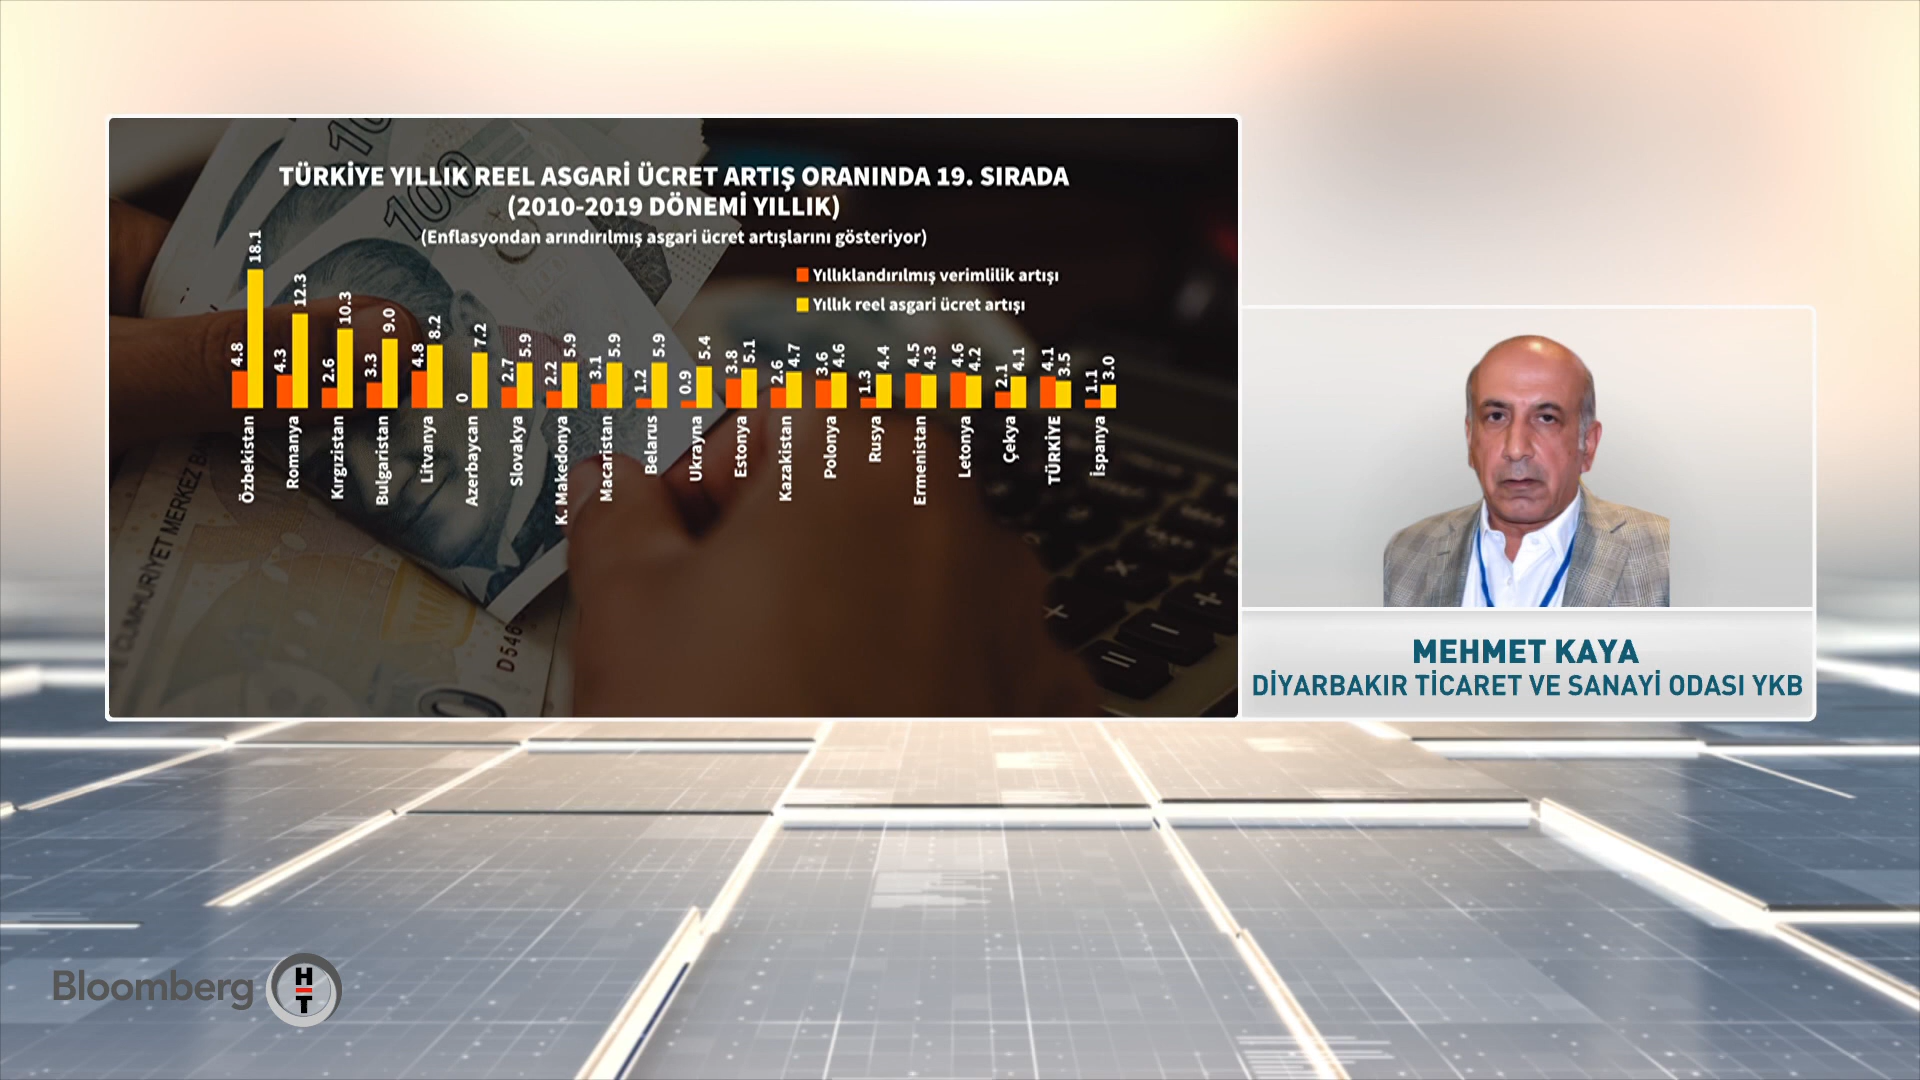 TÜRKİYE YILLIK REEL ASGARİ ÜCRET ARTIŞ ORANINDA 19. SIRADA
(2010-2019 DÖNEMİ YILLIK)
(Enflasyondan arındırılmış asgari ücret artışlarını gösteriyor)
Yıllıklandırılmış verimlilik artışı
Yıllık reel asgari ücret artışı
4.8 18.1
4.3 12.3
2.6 10.3
3.3 9.0
4.8 8.2
0 7.2
2.7 5.9
2.2 5.9
3.1 5.9
1.2 5.9
0.9 5.4
3.8 5.1
2.6 4.7
3.6 4.6
1.3 4.4
4.5 4.3
4.6 4.2
2.1 4.1
4.1 3.5
1.1 3.0
Özbekistan
Romanya
Kırgızistan
Bulgaristan
Litvanya
Azerbaycan
Slovakya
K. Makedonya
Macaristan
Belarus
Ukrayna
Estonya
Kazakistan
Polonya
Rusya
Ermenistan
Letonya
Çekya
TÜRKİYE
İspanya
100
CUMHURİYET MERKEZ
D546
MEHMET KAYA
DİYARBAKIR TİCARET VE SANAYİ ODASI YKB
Bloomberg HT